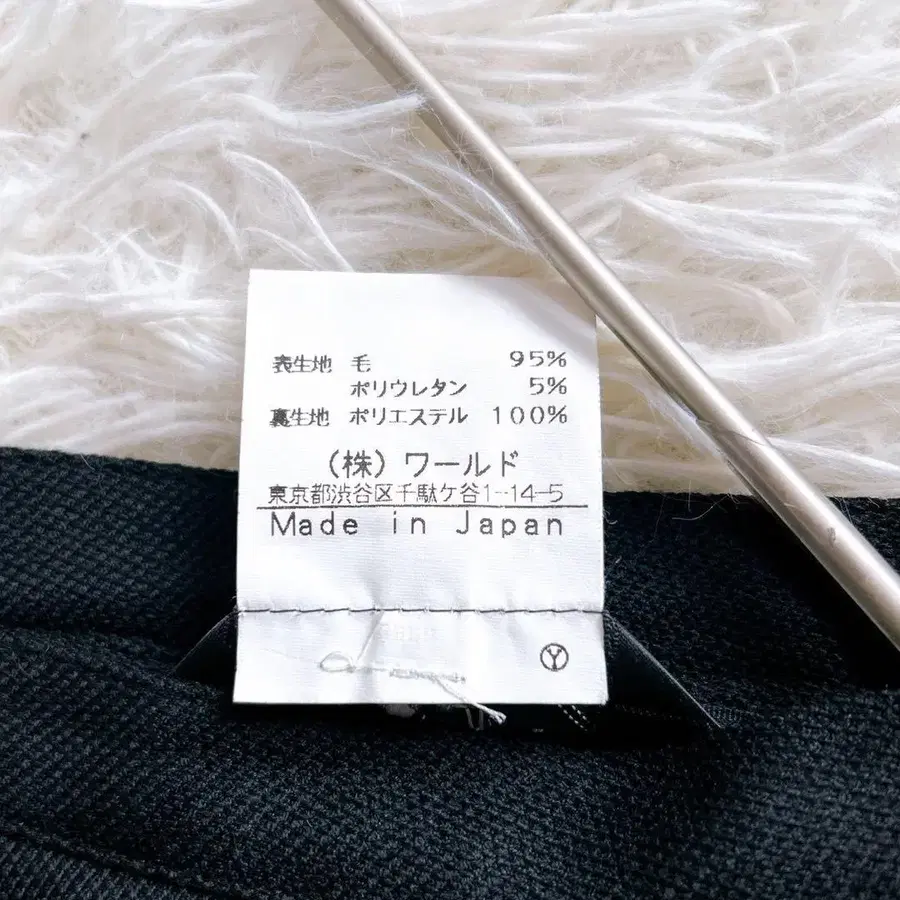 表生地 毛 95%
ポリウレタン 5%
裏生地 ポリエステル 100%
(株) ワールド
東京都渋谷区千駄ケ谷1-14-5
Made in Japan
Ⓨ